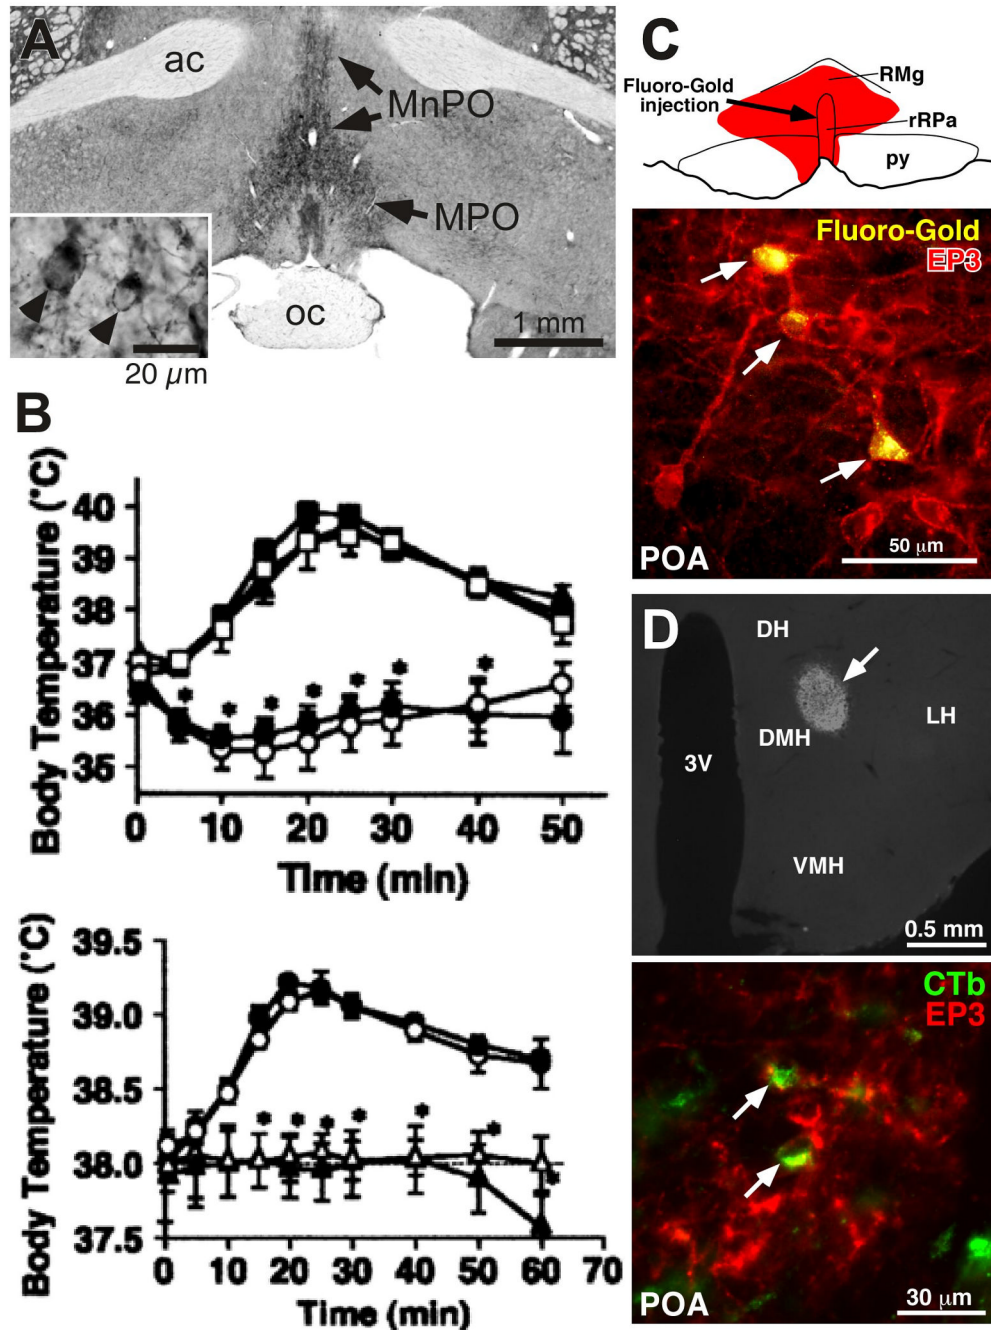 A
ac
MnPO
MPO
oc
1 mm
20 µm
B
Body Temperature (°C)
40
39
38
37
36
35
* * * * * * *
0 10 20 30 40 50
Time (min)
Body Temperature (°C)
39.5
39.0
38.5
38.0
37.5
* * * * * * *
0 10 20 30 40 50 60 70
Time (min)
C
Fluoro-Gold
injection
RMg
rRPa
py
Fluoro-Gold
EP3
POA
50 µm
D
DH
LH
DMH
3V
VMH
0.5 mm
CTb
EP3
POA
30 µm